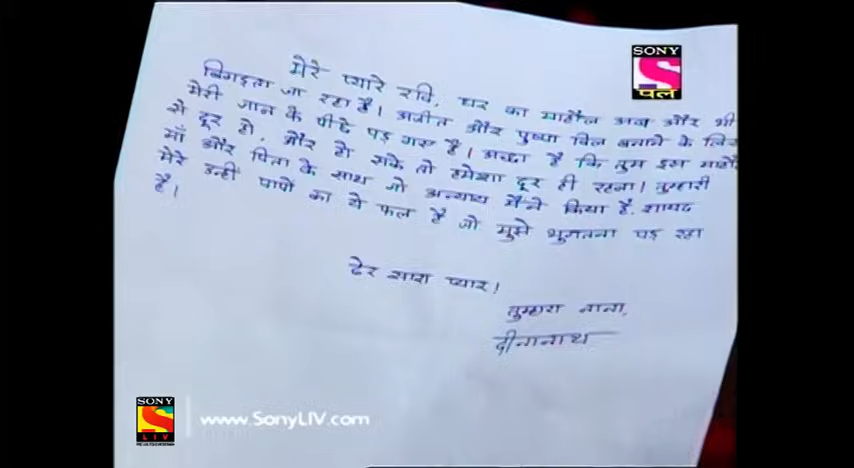 SONY
पल
मेरे प्यारे रवि, घर का माहौल अब और भी
बिगड़ता जा रहा है। अजीत और पुष्पा विल बनाने के लिए
मेरी जान के पीछे पड़ गए है। अच्छा है कि तुम इस माहौल
से दूर हो, और हो सके तो हमेशा दूर ही रहना। तुम्हारी
माँ और पिता के साथ जो अन्याय मैंने किया है, शायद
मेरे उन्हीं पापों का ये फल है जो मुझे भुगतना पड़ रहा
है।
ढेर सारा प्यार!
तुम्हारा नाना,
दीनानाथ
SONY
LIV
www.SonyLIV.com